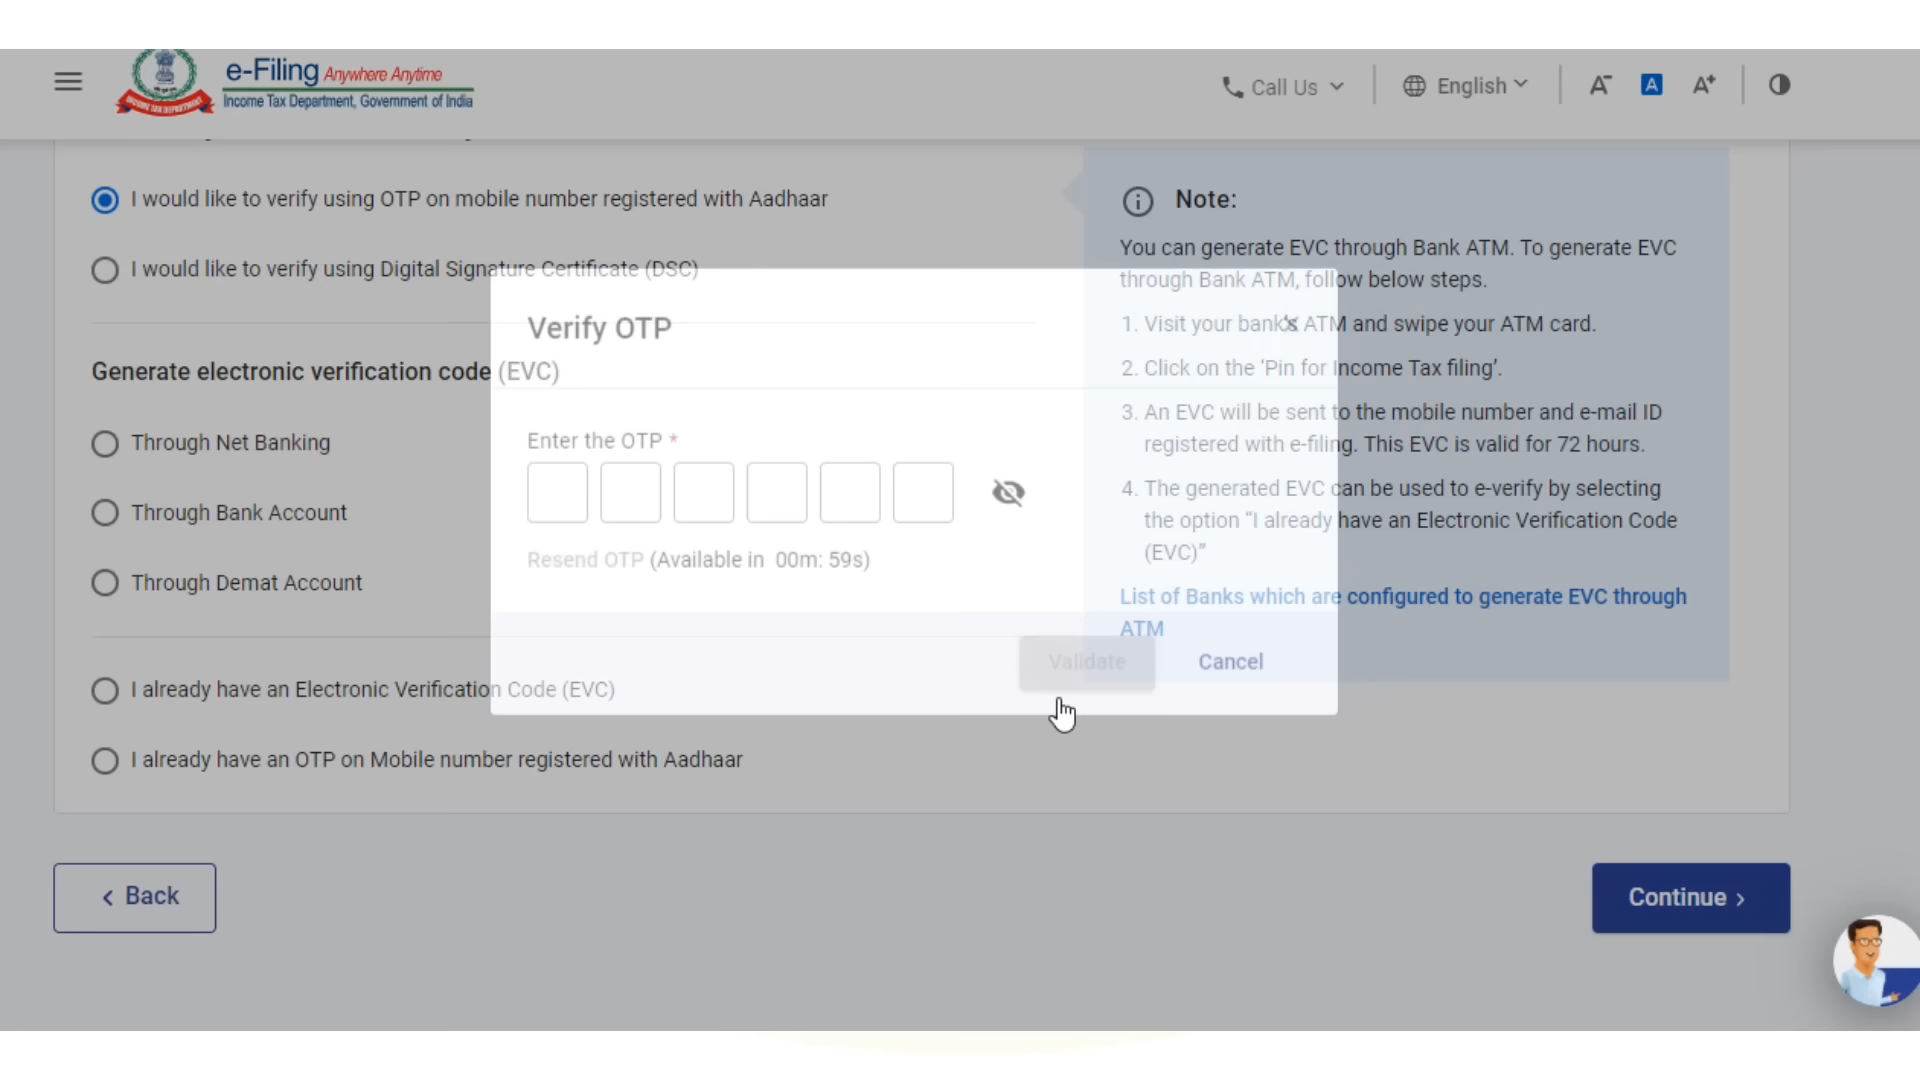 e-Filing Anywhere Anytime
Income Tax Department, Government of India
Call Us
English
A-
A
A+
I would like to verify using OTP on mobile number registered with Aadhaar
I would like to verify using Digital Signature Certificate (DSC)
Generate electronic verification code (EVC)
Through Net Banking
Through Bank Account
Through Demat Account
I already have an Electronic Verification Code (EVC)
I already have an OTP on Mobile number registered with Aadhaar
Verify OTP
Enter the OTP *
Resend OTP (Available in 00m: 59s)
Validate
Cancel
Note:
You can generate EVC through Bank ATM. To generate EVC
through Bank ATM, follow below steps.
1. Visit your bank's ATM and swipe your ATM card.
2. Click on the ‘Pin for Income Tax filing’.
3. An EVC will be sent to the mobile number and e-mail ID
registered with e-filing. This EVC is valid for 72 hours.
4. The generated EVC can be used to e-verify by selecting
the option “I already have an Electronic Verification Code
(EVC)”
List of Banks which are configured to generate EVC through
ATM
< Back
Continue >